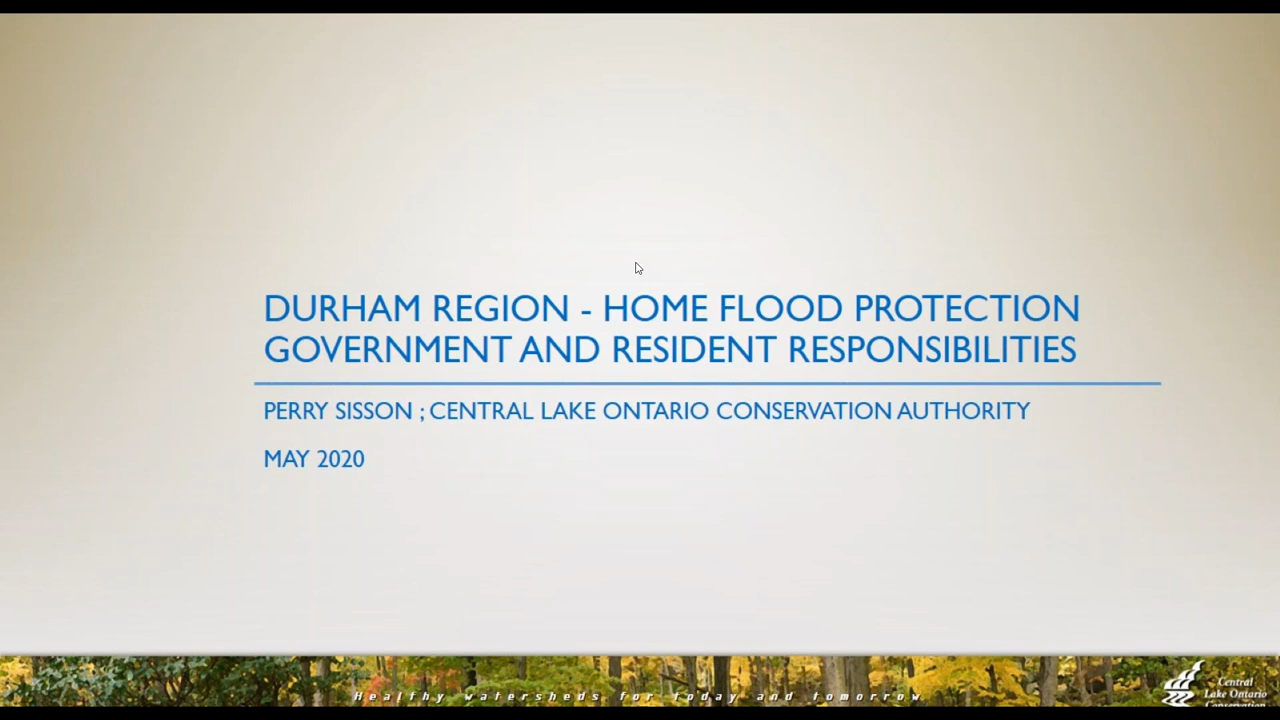 DURHAM REGION - HOME FLOOD PROTECTION
GOVERNMENT AND RESIDENT RESPONSIBILITIES
PERRY SISSON ; CENTRAL LAKE ONTARIO CONSERVATION AUTHORITY
MAY 2020
Healthy watersheds for today and tomorrow
Central
Lake Ontario
Conservation